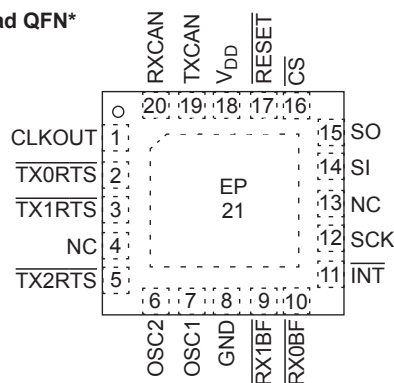 ad QFN*
RXCAN
TXCAN
VDD
RESET
CS
20 19 18 17 16
CLKOUT 1
TX0RTS 2
TX1RTS 3
NC 4
TX2RTS 5
EP
21
15 SO
14 SI
13 NC
12 SCK
11 INT
6 7 8 9 10
OSC2
OSC1
GND
RX1BF
RX0BF